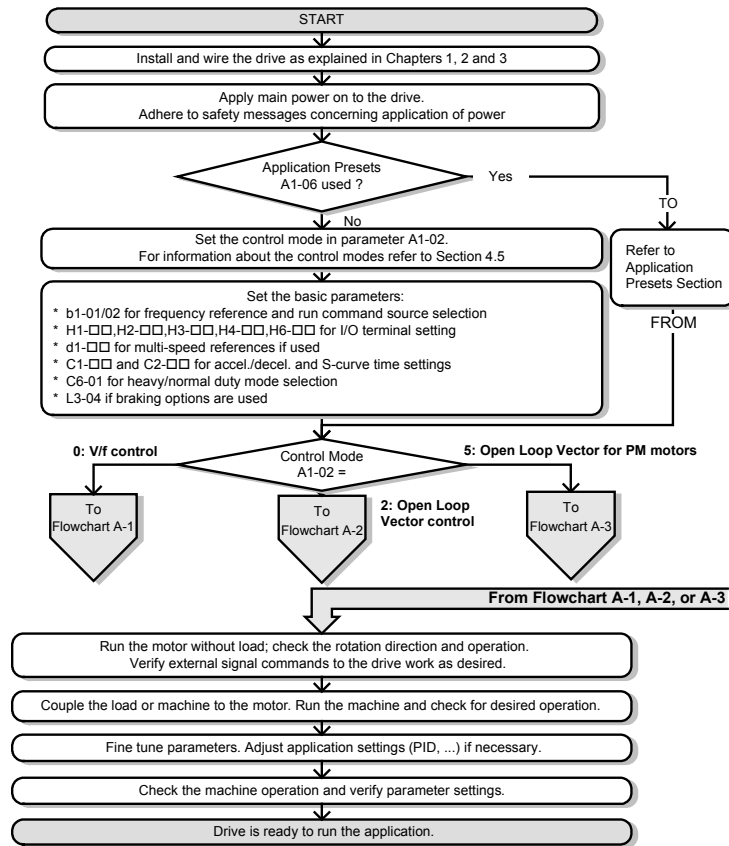 START
Install and wire the drive as explained in Chapters 1, 2 and 3
Apply main power on to the drive.
Adhere to safety messages concerning application of power
Application Presets
A1-06 used ?
Yes
TO
No
Set the control mode in parameter A1-02.
For information about the control modes refer to Section 4.5
Refer to
Application
Presets Section
FROM
Set the basic parameters:
* b1-01/02 for frequency reference and run command source selection
* H1-□□,H2-□□,H3-□□,H4-□□,H6-□□ for I/O terminal setting
* d1-□□ for multi-speed references if used
* C1-□□ and C2-□□ for accel./decel. and S-curve time settings
* C6-01 for heavy/normal duty mode selection
* L3-04 if braking options are used
0: V/f control
Control Mode
A1-02 =
5: Open Loop Vector for PM motors
To
Flowchart A-1
To
Flowchart A-2
2: Open Loop
Vector control
To
Flowchart A-3
From Flowchart A-1, A-2, or A-3
Run the motor without load; check the rotation direction and operation.
Verify external signal commands to the drive work as desired.
Couple the load or machine to the motor. Run the machine and check for desired operation.
Fine tune parameters. Adjust application settings (PID, ...) if necessary.
Check the machine operation and verify parameter settings.
Drive is ready to run the application.